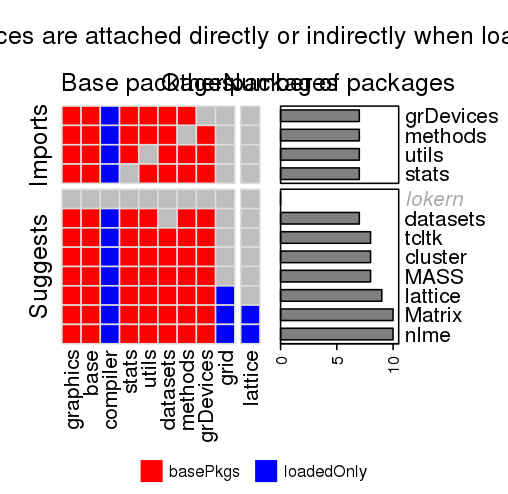 ces are attached directly or indirectly when loa
Base packages
Other packages
Number of packages
Imports
grDevices
methods
utils
stats
Suggests
lokern
datasets
tcltk
cluster
MASS
lattice
Matrix
nlme
0 5 10
graphics base compiler stats utils datasets methods grDevices grid lattice
basePkgs loadedOnly